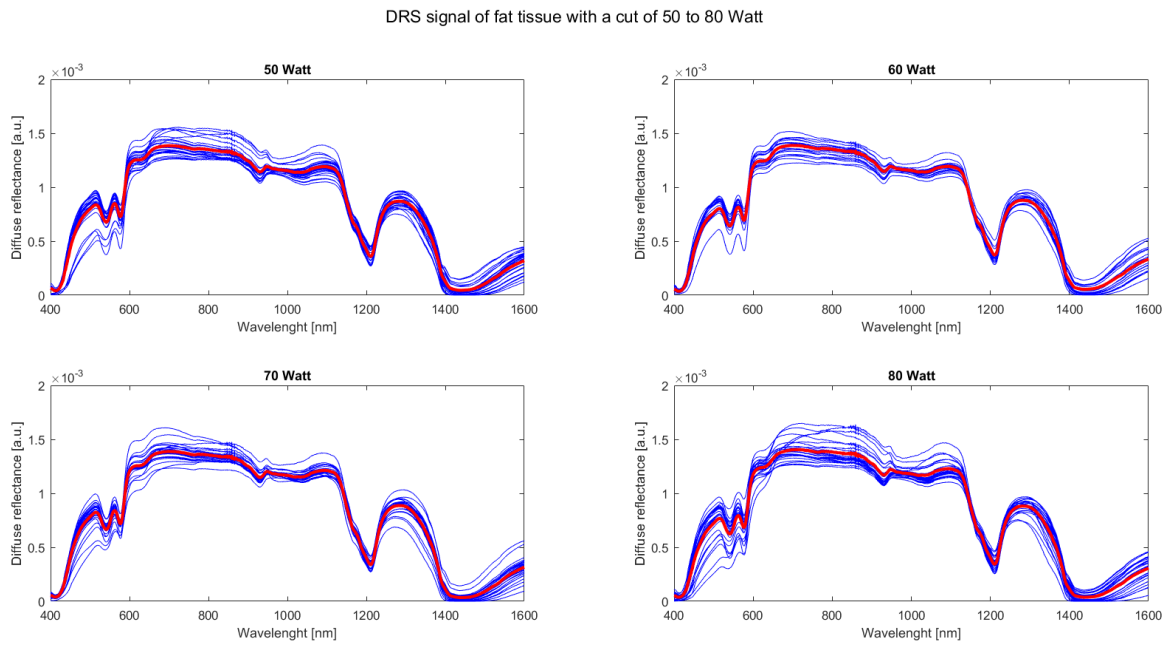 DRS signal of fat tissue with a cut of 50 to 80 Watt
50 Watt
×10⁻³
2
1.5
1
0.5
0
Diffuse reflectance [a.u.]
400 600 800 1000 1200 1400 1600
Wavelenght [nm]
60 Watt
×10⁻³
2
1.5
1
0.5
0
Diffuse reflectance [a.u.]
400 600 800 1000 1200 1400 1600
Wavelenght [nm]
70 Watt
×10⁻³
2
1.5
1
0.5
0
Diffuse reflectance [a.u.]
400 600 800 1000 1200 1400 1600
Wavelenght [nm]
80 Watt
×10⁻³
2
1.5
1
0.5
0
Diffuse reflectance [a.u.]
400 600 800 1000 1200 1400 1600
Wavelenght [nm]